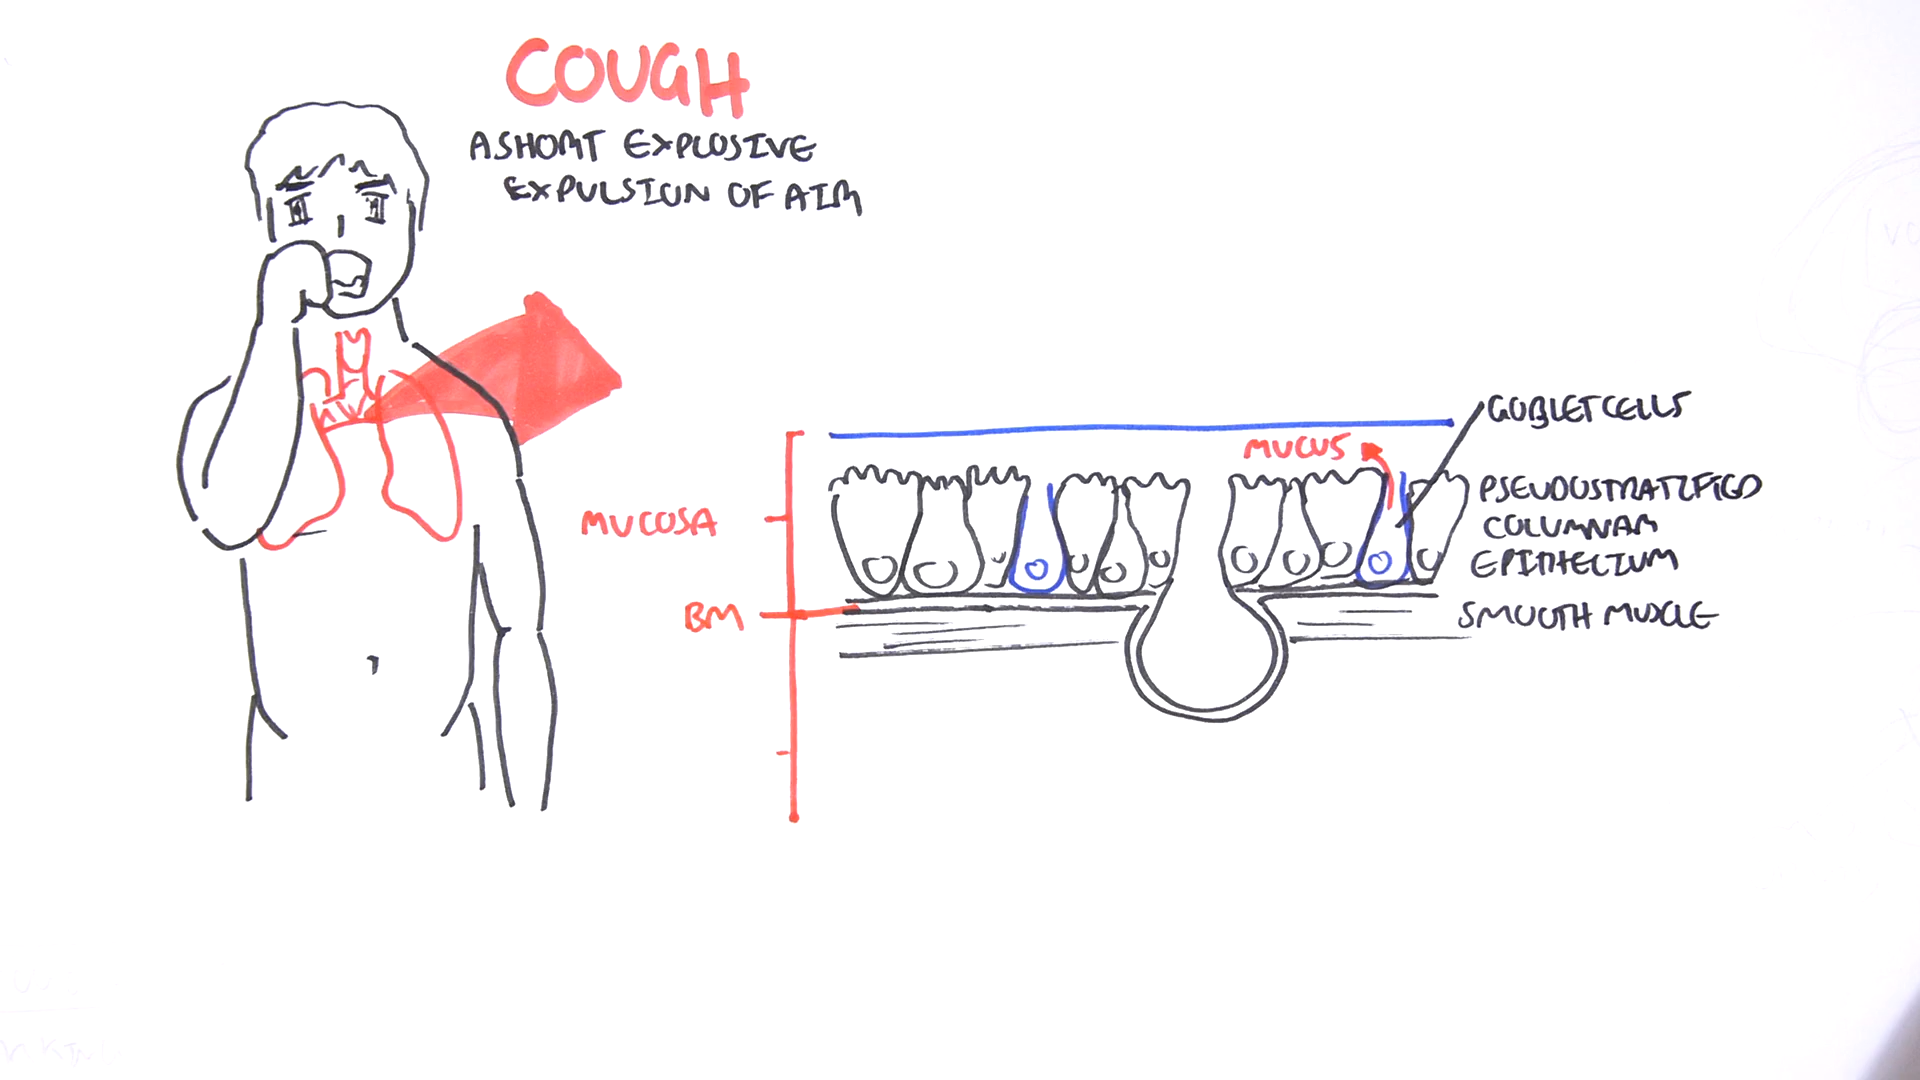 COUGH
A SHORT EXPLOSIVE
EXPULSION OF AIR
GOBLET CELLS
MUCUS
PSEUDOSTRATIFIED
COLUMNAR
EPITHELIUM
MUCOSA
BM
SMOOTH MUSCLE